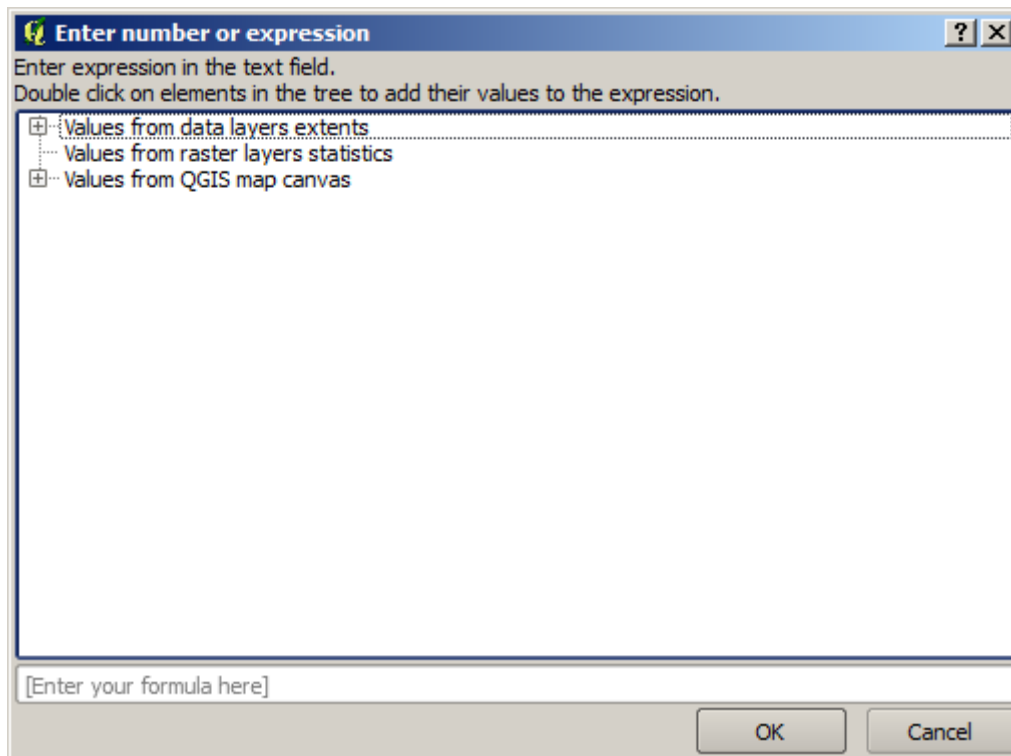 Enter number or expression
Enter expression in the text field.
Double click on elements in the tree to add their values to the expression.
Values from data layers extents
Values from raster layers statistics
Values from QGIS map canvas
[Enter your formula here]
OK Cancel